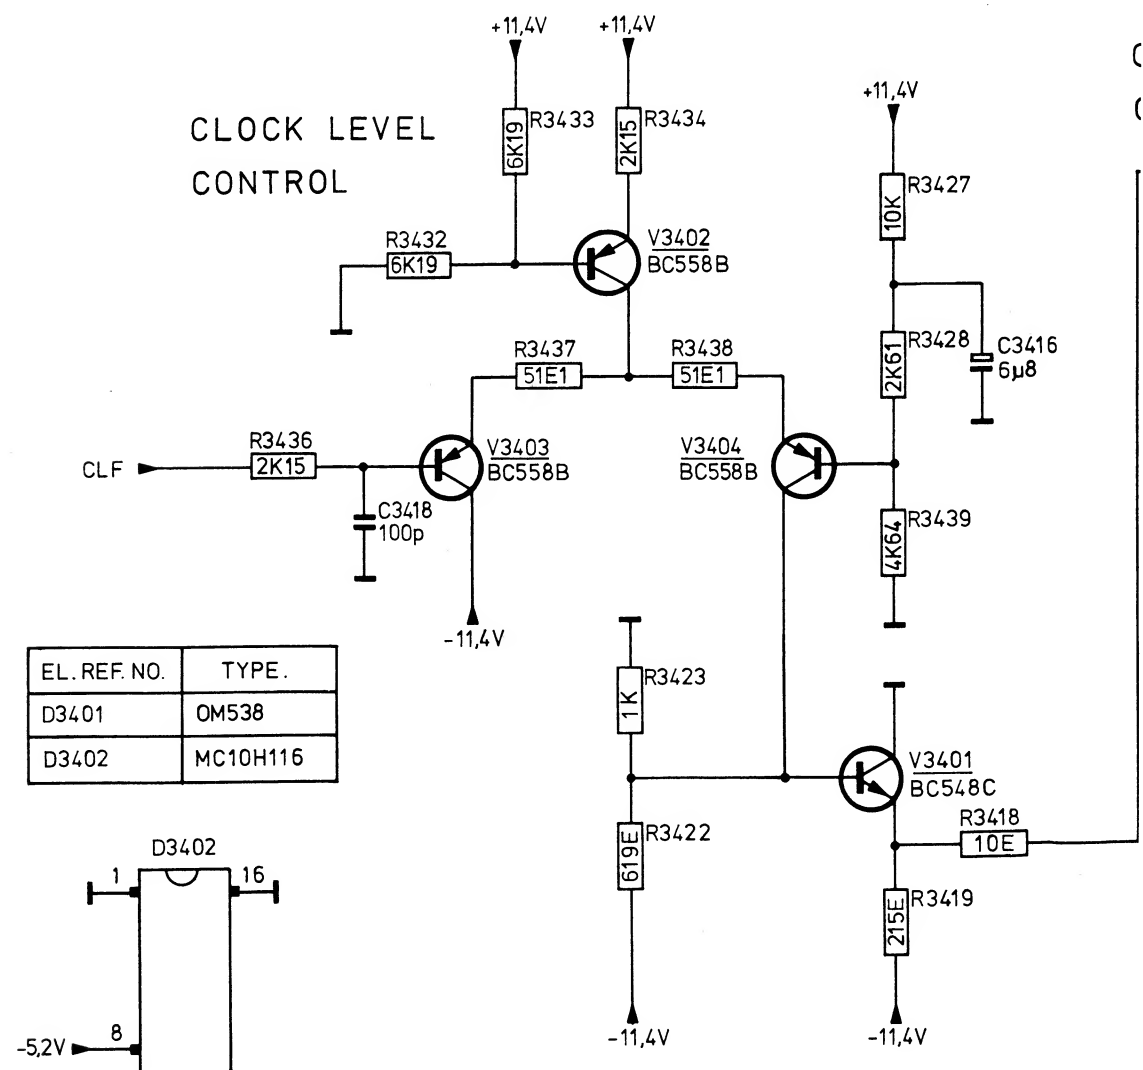 +11,4V
+11,4V
+11,4V
CLOCK LEVEL
CONTROL
R3433
6K19
R3434
2K15
R3427
10K
R3432
6K19
V3402
BC558B
R3437
51E1
R3438
51E1
R3428
2K61
C3416
6µ8
CLF
R3436
2K15
V3403
BC558B
V3404
BC558B
C3418
100p
R3439
4K64
-11,4V
EL. REF. NO.
TYPE.
D3401
OM538
D3402
MC10H116
R3423
1K
V3401
BC548C
R3422
619E
R3418
10E
R3419
215E
-11,4V
-11,4V
D3402
1
16
8
-5,2V